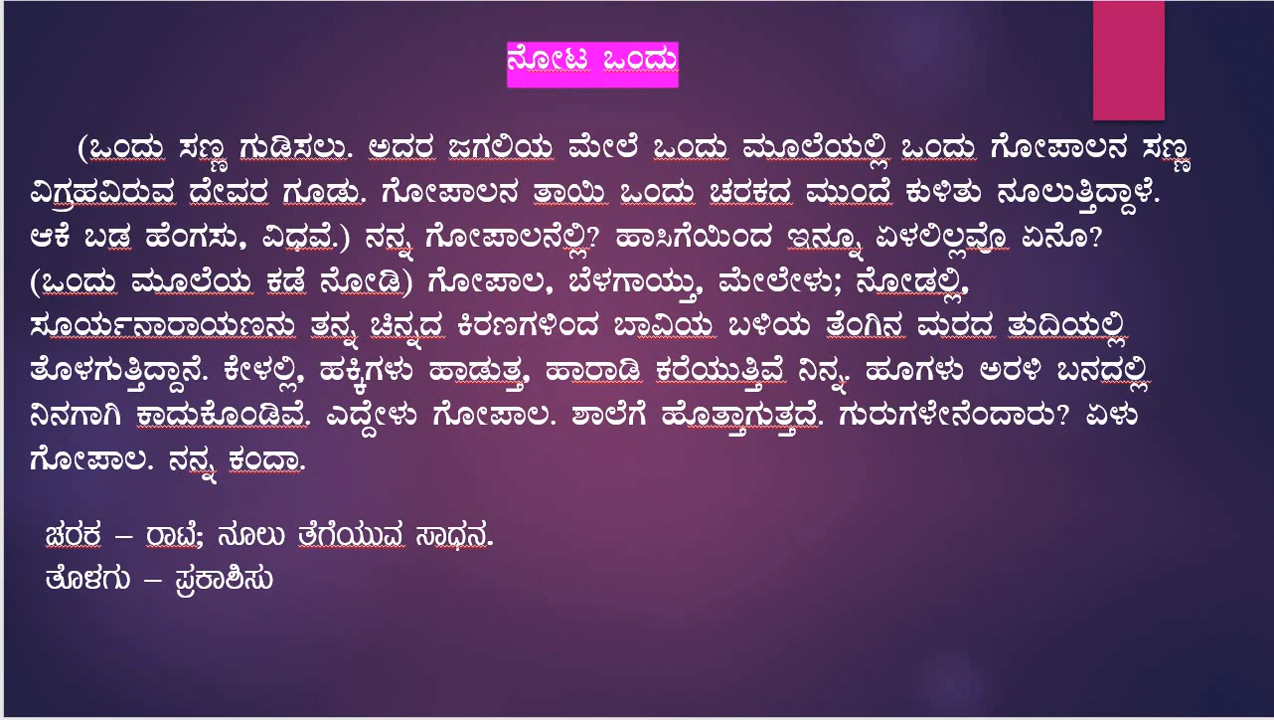 ನೋಟ ಒಂದು
(ಒಂದು ಸಣ್ಣ ಗುಡಿಸಲು. ಅದರ ಜಗಲಿಯ ಮೇಲೆ ಒಂದು ಮೂಲೆಯಲ್ಲಿ ಒಂದು ಗೋಪಾಲನ ಸಣ್ಣ
ವಿಗ್ರಹವಿರುವ ದೇವರ ಗೂಡು. ಗೋಪಾಲನ ತಾಯಿ ಒಂದು ಚರಕದ ಮುಂದೆ ಕುಳಿತು ನೂಲುತ್ತಿದ್ದಾಳೆ.
ಆಕೆ ಬಡ ಹೆಂಗಸು, ವಿಧವೆ.) ನನ್ನ ಗೋಪಾಲನೆಲ್ಲಿ? ಹಾಸಿಗೆಯಿಂದ ಇನ್ನೂ ಏಳಲಿಲ್ಲವೊ ಏನೊ?
(ಒಂದು ಮೂಲೆಯ ಕಡೆ ನೋಡಿ) ಗೋಪಾಲ, ಬೆಳಗಾಯ್ತು, ಮೇಲೇಳು; ನೋಡಲ್ಲಿ,
ಸೂರ್ಯನಾರಾಯಣನು ತನ್ನ ಚಿನ್ನದ ಕಿರಣಗಳಿಂದ ಬಾವಿಯ ಬಳಿಯ ತೆಂಗಿನ ಮರದ ತುದಿಯಲ್ಲಿ
ತೊಳಗುತ್ತಿದ್ದಾನೆ. ಕೇಳಲ್ಲಿ, ಹಕ್ಕಿಗಳು ಹಾಡುತ್ತ, ಹಾರಾಡಿ ಕರೆಯುತ್ತಿವೆ ನಿನ್ನ. ಹೂಗಳು ಅರಳಿ ಬನದಲ್ಲಿ
ನಿನಗಾಗಿ ಕಾದುಕೊಂಡಿವೆ. ಎದ್ದೇಳು ಗೋಪಾಲ. ಶಾಲೆಗೆ ಹೊತ್ತಾಗುತ್ತದೆ. ಗುರುಗಳೇನೆಂದಾರು? ಏಳು
ಗೋಪಾಲ. ನನ್ನ ಕಂದಾ.
ಚರಕ – ರಾಟೆ; ನೂಲು ತೆಗೆಯುವ ಸಾಧನ.
ತೊಳಗು – ಪ್ರಕಾಶಿಸು